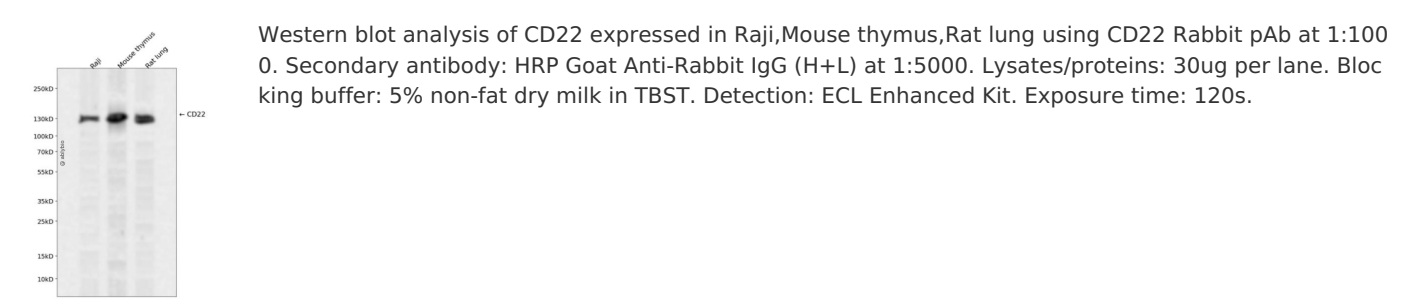 Raji
Mouse thymus
Rat lung
250kD
130kD
100kD
70kD
55kD
35kD
25kD
15kD
10kD
@ abiybio
← CD22
Western blot analysis of CD22 expressed in Raji,Mouse thymus,Rat lung using CD22 Rabbit pAb at 1:100
0. Secondary antibody: HRP Goat Anti-Rabbit IgG (H+L) at 1:5000. Lysates/proteins: 30ug per lane. Bloc
king buffer: 5% non-fat dry milk in TBST. Detection: ECL Enhanced Kit. Exposure time: 120s.